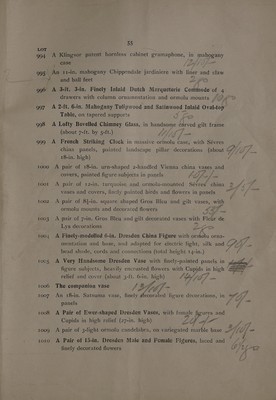 55
LOT
994 A Klingsor patent hornless cabinet gramophone, in mahogany
case
995 An 11-in. mahogany Chippendale jardiniere with liner and claw
and ball feet
996 A 3-ft. 3-in. Finely Inlaid Dutch Marqueterie Commode of 4
drawers with column ornamentation and ormolu mounts
997 A 2-ft. 6-in. Mahogany Tulipwood and Satinwood Inlaid Oval-top
Table, on tapered supports
998 A Lofty Bevelled Chimney Glass, in handsome carved gilt frame
(about 7-ft. by 5-ft.)
999 A French Striking Clock in massive ormolu case, with Sèvres
china panels, painted landscape pillar decorations (about
18-in. high)
1000 A pair of 18-in. urn-shaped 2-handled Vienna china vases and
covers, painted figure subjects in panels
1001 A pair of 12-in. turquoise and ormolu-mounted Sèvres china
vases and covers, finely painted birds and flowers in panels
1002 A pair of 8½-in. square shaped Gros Bleu and gilt vases, with
ormolu mounts and decorated flowers
1003 A pair of 7-in. Gros Bleu and gilt decorated vases with Fleur de
Lys decorations
1004 A Finely-modelled 6-in. Dresden China Figure with ormolu orna-
mentation and base, and adapted for electric light, silk and
bead shade, cords and connections (total height 14-in.)
1005 A Very Handsome Dresden Vase with finely-painted panels in
figure subjects, heavily encrusted flowers with Cupids in high
relief and cover (about 3-ft. 6-in. high)
1006 The companion vase
1007 An 18-in. Satsuma vase, finely decorated figure decorations, in
panels
1008 A Pair of Ewer-shaped Dresden Vases, with female figures and
Cupids in high relief (17-in. high)
1009 A pair of 3-light ormolu candelabra, on variegated marble base
1010 A Pair of 15-in. Dresden Male and Female Figures, laced and
finely decorated flowers